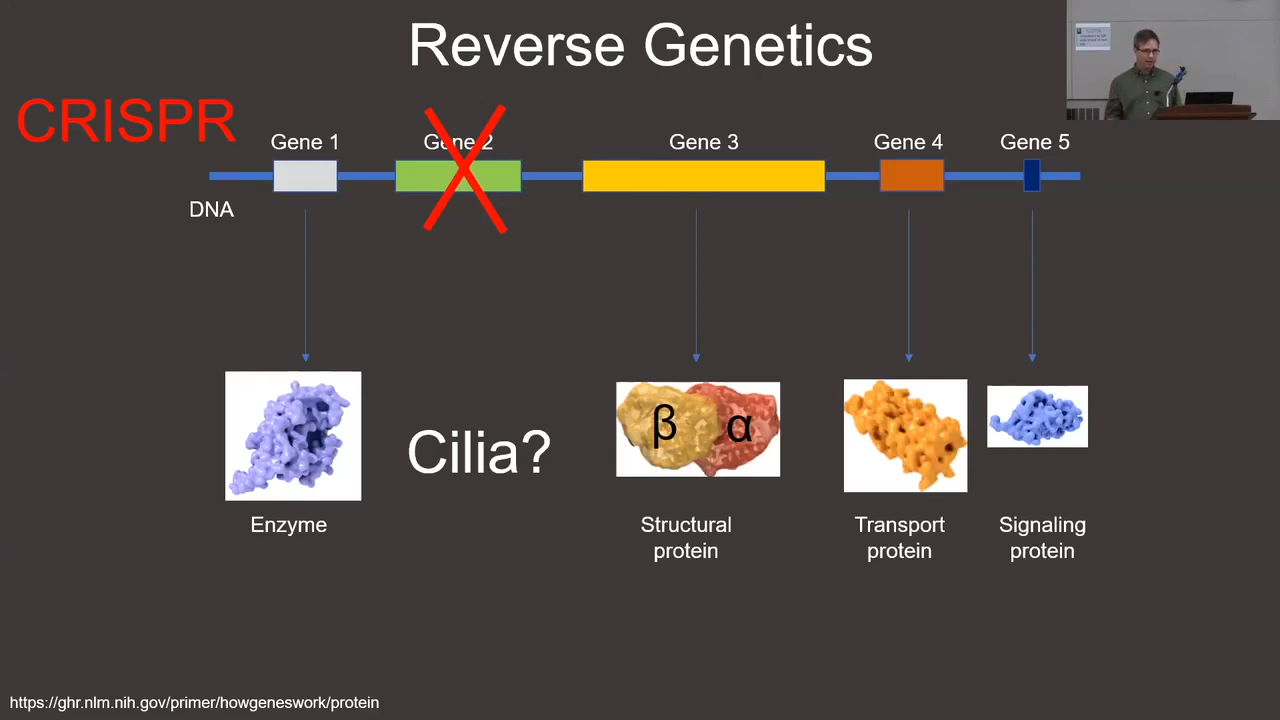 Reverse Genetics
CRISPR
Gene 1
Gene 2
Gene 3
Gene 4
Gene 5
DNA
Cilia?
β
α
Enzyme
Structural
protein
Transport
protein
Signaling
protein
https://ghr.nlm.nih.gov/primer/howgeneswork/protein